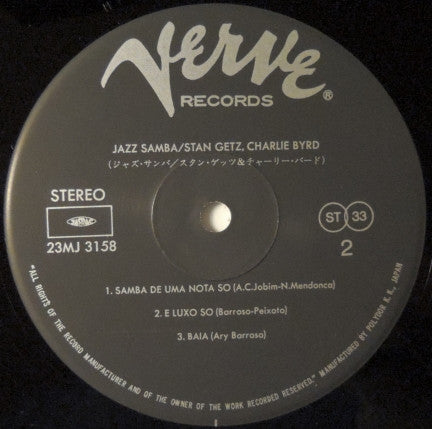 Verve
®
RECORDS
JAZZ SAMBA/STAN GETZ, CHARLIE BYRD
(ジャズ・サンバ/スタン・ゲッツ&チャーリー・バード)
STEREO
ST 33
23MJ 3158
2
1. SAMBA DE UMA NOTA SO (A.C.Jobim-N.Mendonca)
2. E LUXO SO (Barroso-Peixoto)
3. BAIA (Ary Barroso)
"ALL RIGHTS OF THE RECORD MANUFACTURER AND OF THE OWNER OF THE WORK RECORDED RESERVED." MANUFACTURED BY POLYDOR K.K., JAPAN